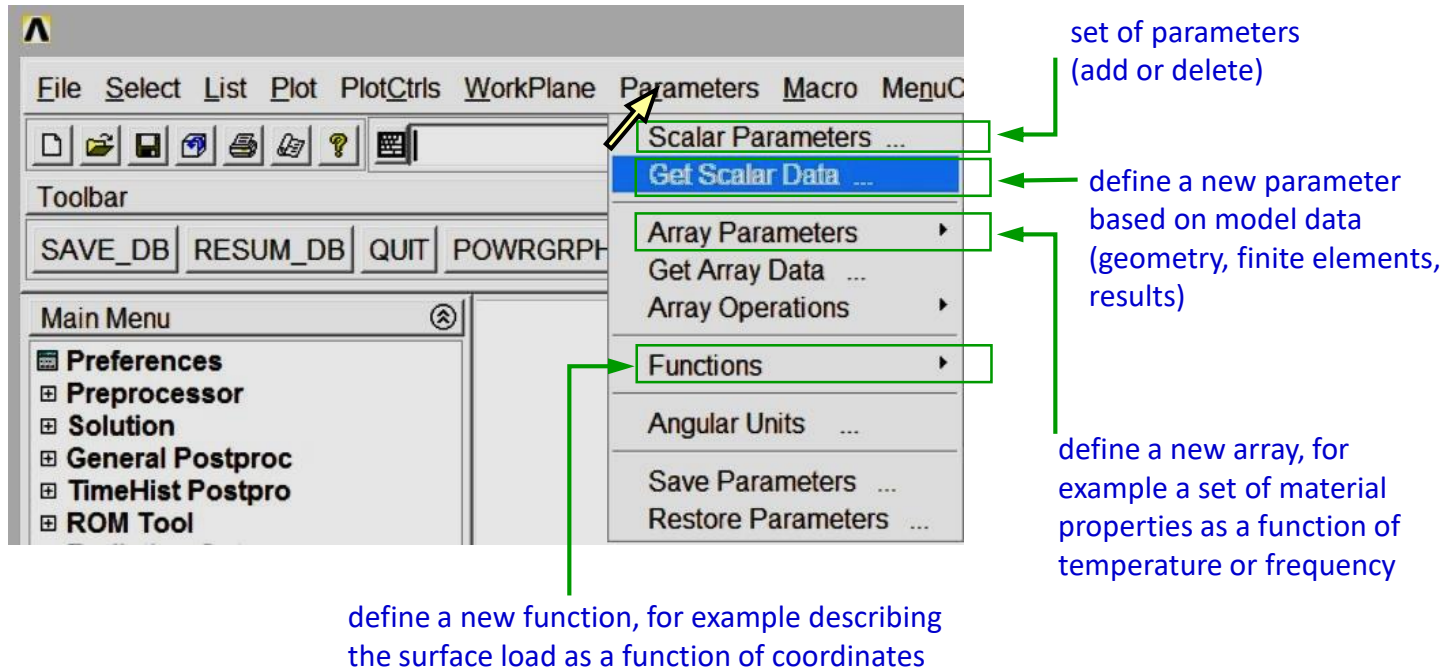 File Select List Plot PlotCtrls WorkPlane Parameters Macro MenuC
Toolbar
SAVE_DB RESUM_DB QUIT POWRGRPH
Main Menu
Preferences
Preprocessor
Solution
General Postproc
TimeHist Postpro
ROM Tool
Scalar Parameters ...
Get Scalar Data ...
Array Parameters
Get Array Data ...
Array Operations
Functions
Angular Units ...
Save Parameters ...
Restore Parameters ...
set of parameters
(add or delete)
define a new parameter
based on model data
(geometry, finite elements,
results)
define a new array, for
example a set of material
properties as a function of
temperature or frequency
define a new function, for example describing
the surface load as a function of coordinates